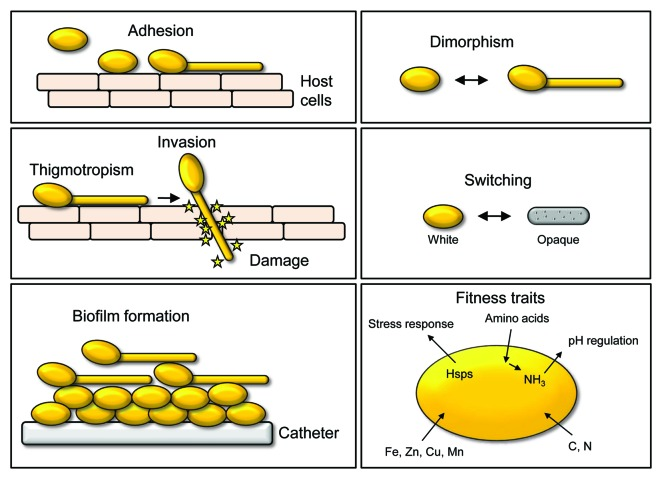 Adhesion
Host
cells
Dimorphism
Invasion
Thigmotropism
Damage
Switching
White
Opaque
Biofilm formation
Catheter
Fitness traits
Stress response
Amino acids
pH regulation
Hsps
NH₃
Fe, Zn, Cu, Mn
C, N